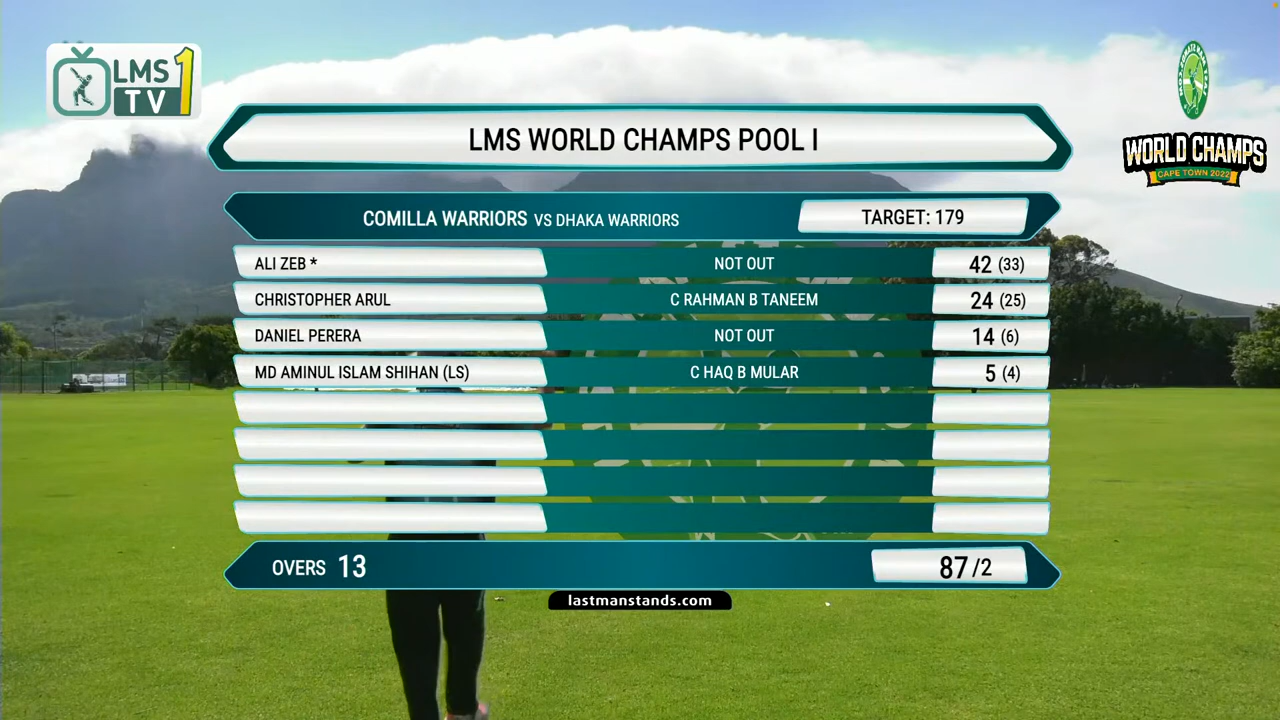 LMS
TV 1
WORLD CHAMPS
CAPE TOWN 2022
LMS WORLD CHAMPS POOL I
COMILLA WARRIORS VS DHAKA WARRIORS TARGET: 179
ALI ZEB * NOT OUT 42 (33)
CHRISTOPHER ARUL C RAHMAN B TANEEM 24 (25)
DANIEL PERERA NOT OUT 14 (6)
MD AMINUL ISLAM SHIHAN (LS) C HAQ B MULAR 5 (4)
OVERS 13 87/2
lastmanstands.com